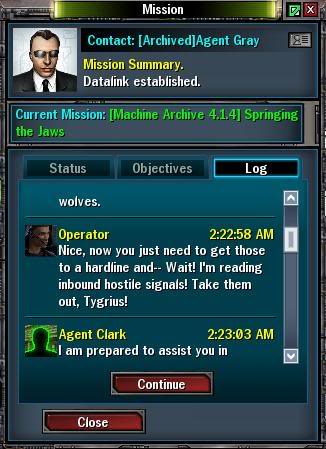 Mission
Contact: [Archived]Agent Gray
Mission Summary.
Datalink established.
Current Mission: [Machine Archive 4.1.4] Springing
the Jaws
Status
Objectives
Log
wolves.
Operator 2:22:58 AM
Nice, now you just need to get those
to a hardline and-- Wait! I'm reading
inbound hostile signals! Take them
out, Tygrius!
Agent Clark 2:23:03 AM
I am prepared to assist you in
Continue
Close